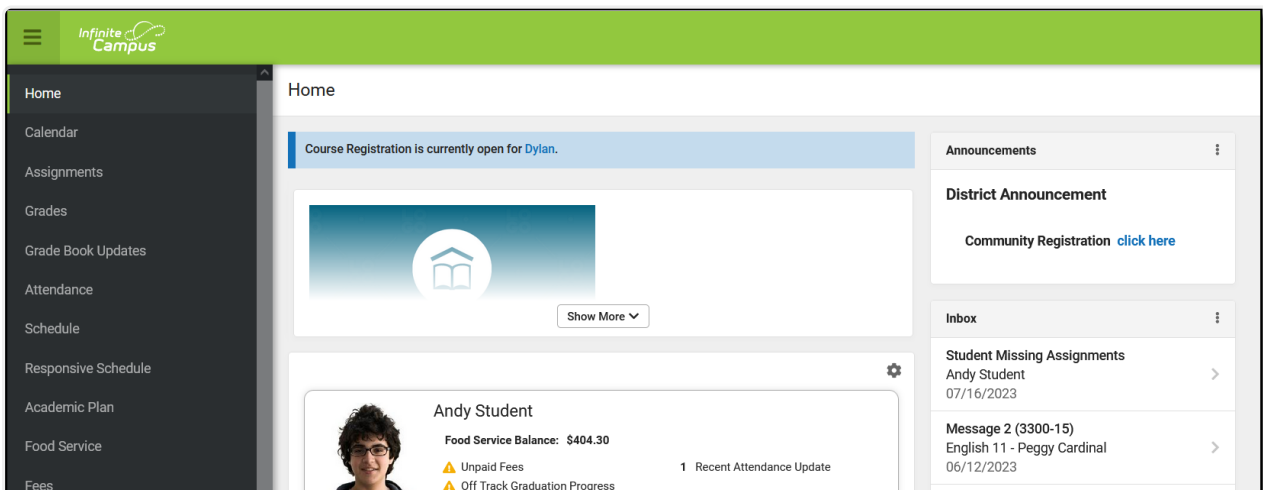 Infinite
Campus
Home
Calendar
Assignments
Grades
Grade Book Updates
Attendance
Schedule
Responsive Schedule
Academic Plan
Food Service
Fees
Home
Course Registration is currently open for Dylan.
Show More
Andy Student
Food Service Balance: $404.30
Unpaid Fees
1 Recent Attendance Update
Off Track Graduation Progress
Announcements
District Announcement
Community Registration click here
Inbox
Student Missing Assignments
Andy Student
07/16/2023
Message 2 (3300-15)
English 11 - Peggy Cardinal
06/12/2023